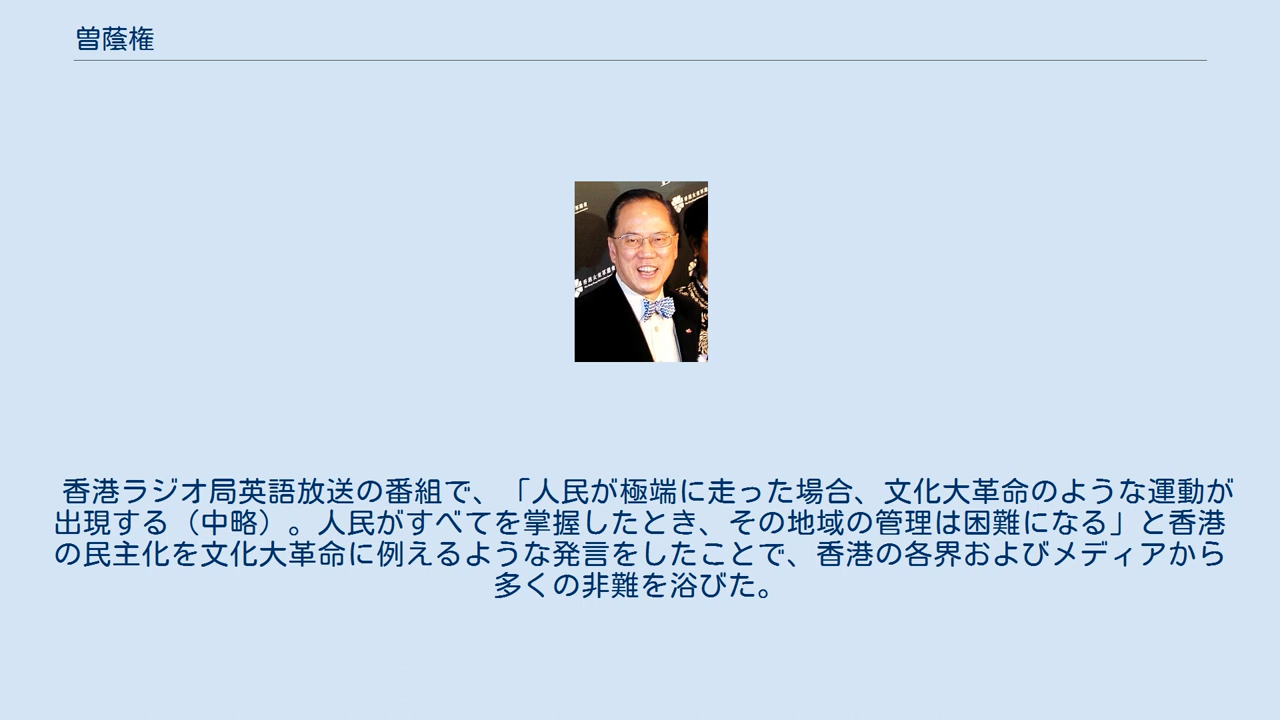 曽蔭権
香港ラジオ局英語放送の番組で、「人民が極端に走った場合、文化大革命のような運動が
出現する（中略）。人民がすべてを掌握したとき、その地域の管理は困難になる」と香港
の民主化を文化大革命に例えるような発言をしたことで、香港の各界およびメディアから
多くの非難を浴びた。